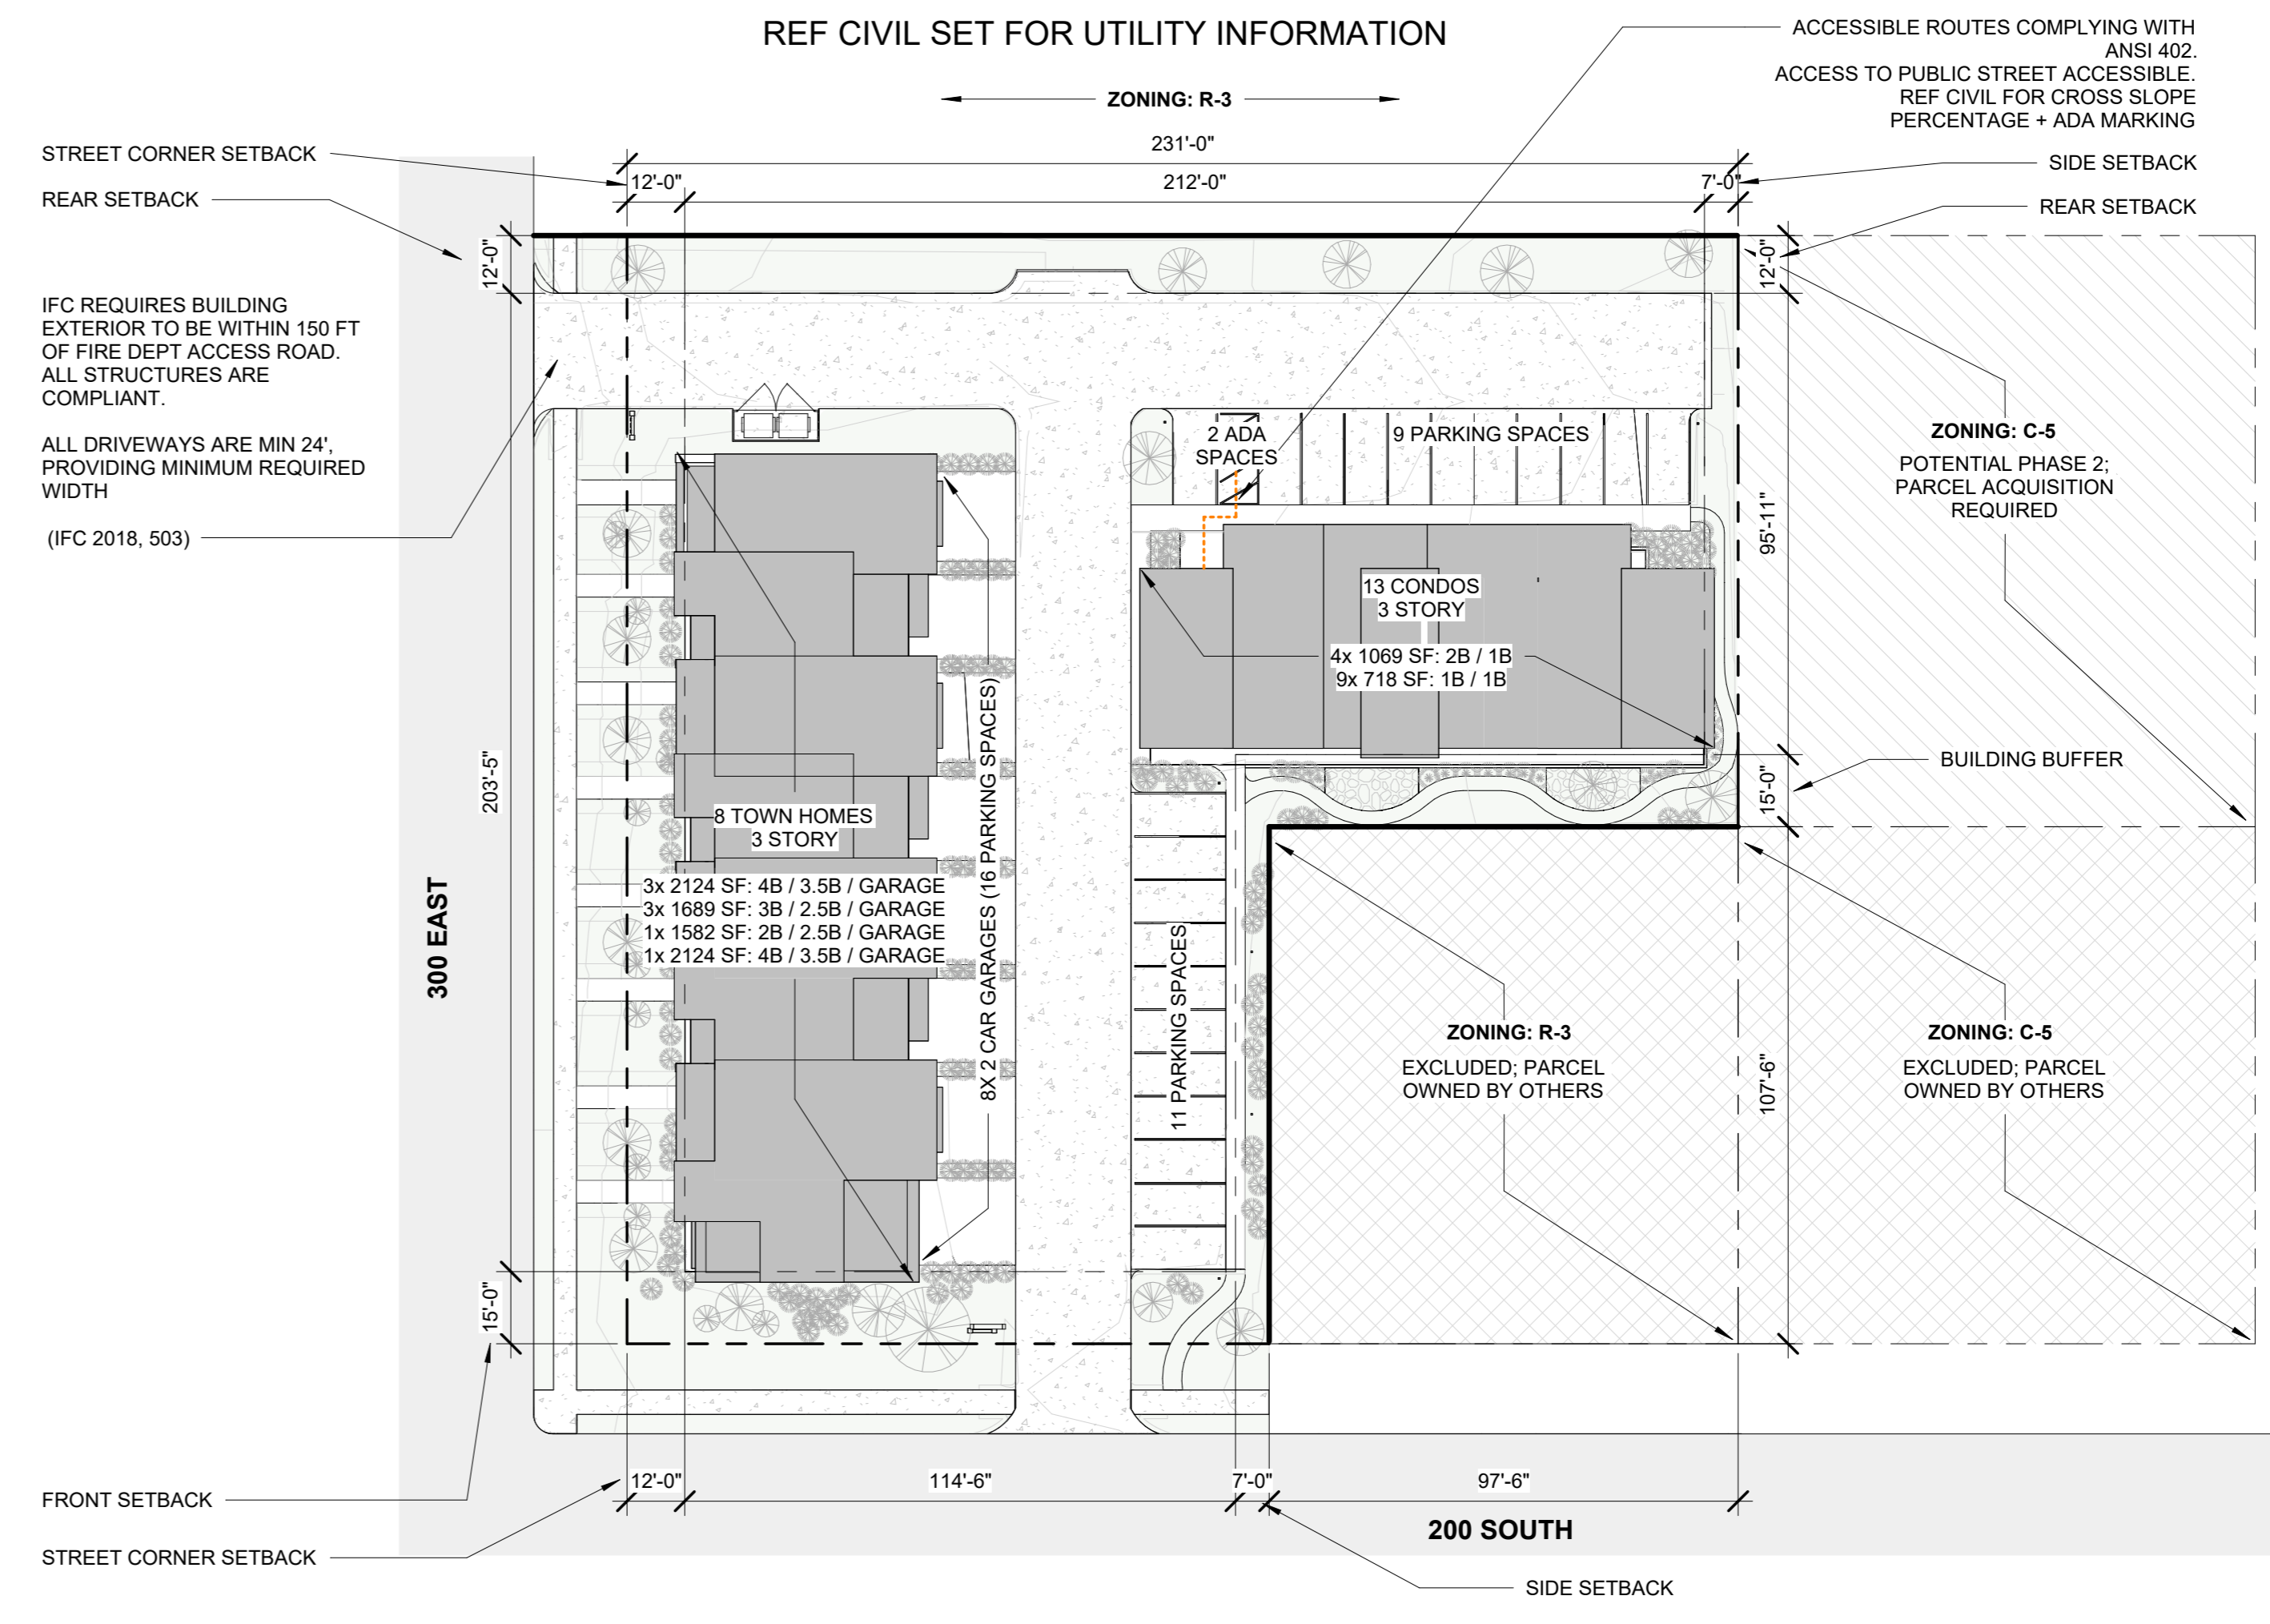 REF CIVIL SET FOR UTILITY INFORMATION
ACCESSIBLE ROUTES COMPLYING WITH
ANSI 402.
ACCESS TO PUBLIC STREET ACCESSIBLE.
REF CIVIL FOR CROSS SLOPE
PERCENTAGE + ADA MARKING
ZONING: R-3
231'-0"
STREET CORNER SETBACK
SIDE SETBACK
12'-0"
212'-0"
7'-0"
REAR SETBACK
REAR SETBACK
12'-0"
12'-0"
IFC REQUIRES BUILDING
EXTERIOR TO BE WITHIN 150 FT
OF FIRE DEPT ACCESS ROAD.
ALL STRUCTURES ARE
COMPLIANT.
ALL DRIVEWAYS ARE MIN 24',
PROVIDING MINIMUM REQUIRED
WIDTH
(IFC 2018, 503)
2 ADA
SPACES
9 PARKING SPACES
ZONING: C-5
POTENTIAL PHASE 2;
PARCEL ACQUISITION
REQUIRED
95'-11"
13 CONDOS
3 STORY
4x 1069 SF: 2B / 1B
9x 718 SF: 1B / 1B
BUILDING BUFFER
15'-0"
203'-5"
8 TOWN HOMES
3 STORY
3x 2124 SF: 4B / 3.5B / GARAGE
3x 1689 SF: 3B / 2.5B / GARAGE
1x 1582 SF: 2B / 2.5B / GARAGE
1x 2124 SF: 4B / 3.5B / GARAGE
8X 2 CAR GARAGES (16 PARKING SPACES)
11 PARKING SPACES
300 EAST
ZONING: R-3
EXCLUDED; PARCEL
OWNED BY OTHERS
ZONING: C-5
EXCLUDED; PARCEL
OWNED BY OTHERS
107'-6"
15'-0"
12'-0"
114'-6"
7'-0"
97'-6"
FRONT SETBACK
200 SOUTH
STREET CORNER SETBACK
SIDE SETBACK